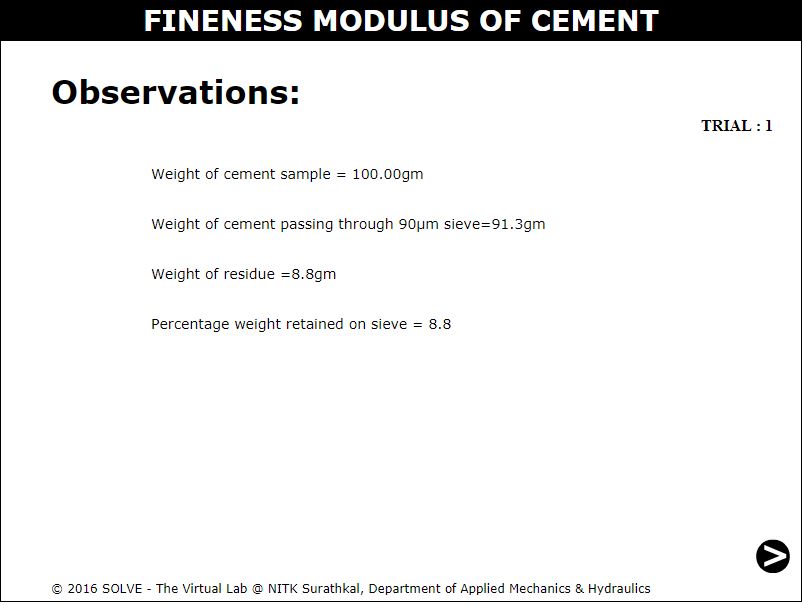 FINENESS MODULUS OF CEMENT
Observations:
TRIAL : 1
Weight of cement sample = 100.00gm
Weight of cement passing through 90μm sieve=91.3gm
Weight of residue =8.8gm
Percentage weight retained on sieve = 8.8
>
© 2016 SOLVE - The Virtual Lab @ NITK Surathkal, Department of Applied Mechanics & Hydraulics